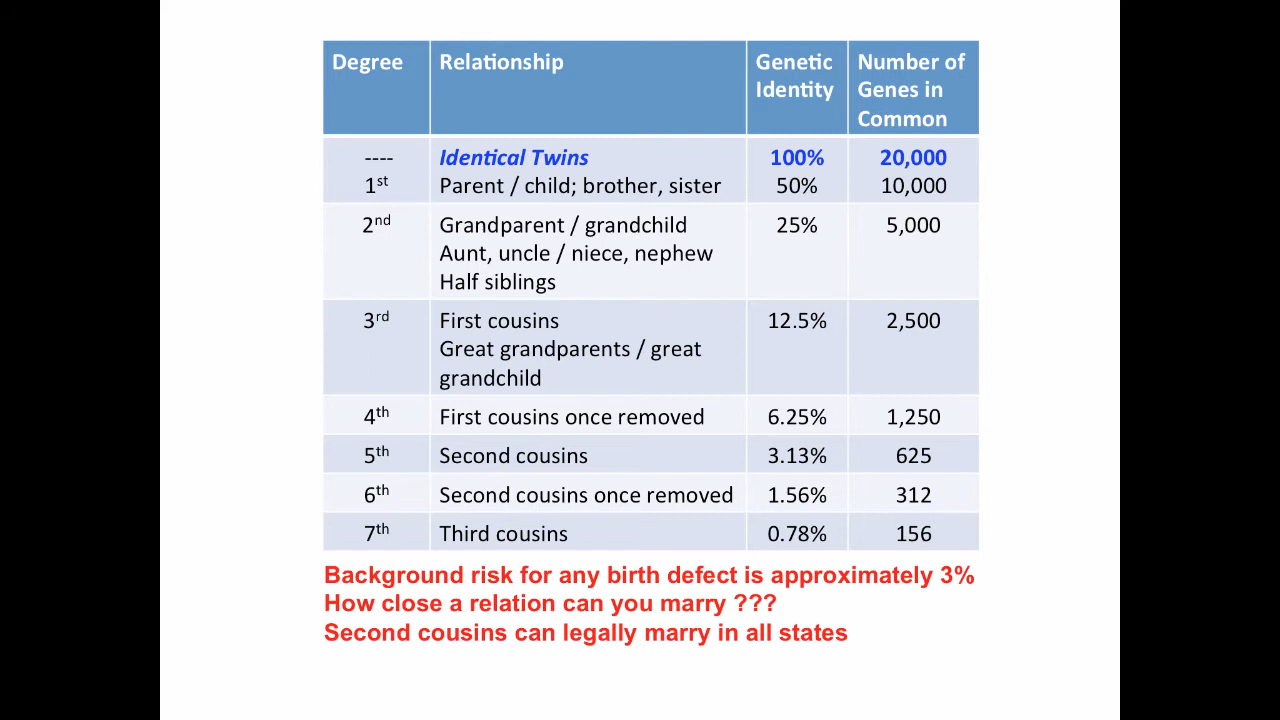 Degree Relationship Genetic Identity Number of Genes in Common
---- Identical Twins 100% 20,000
1st Parent / child; brother, sister 50% 10,000
2nd Grandparent / grandchild 25% 5,000
Aunt, uncle / niece, nephew
Half siblings
3rd First cousins 12.5% 2,500
Great grandparents / great
grandchild
4th First cousins once removed 6.25% 1,250
5th Second cousins 3.13% 625
6th Second cousins once removed 1.56% 312
7th Third cousins 0.78% 156
Background risk for any birth defect is approximately 3%
How close a relation can you marry ???
Second cousins can legally marry in all states